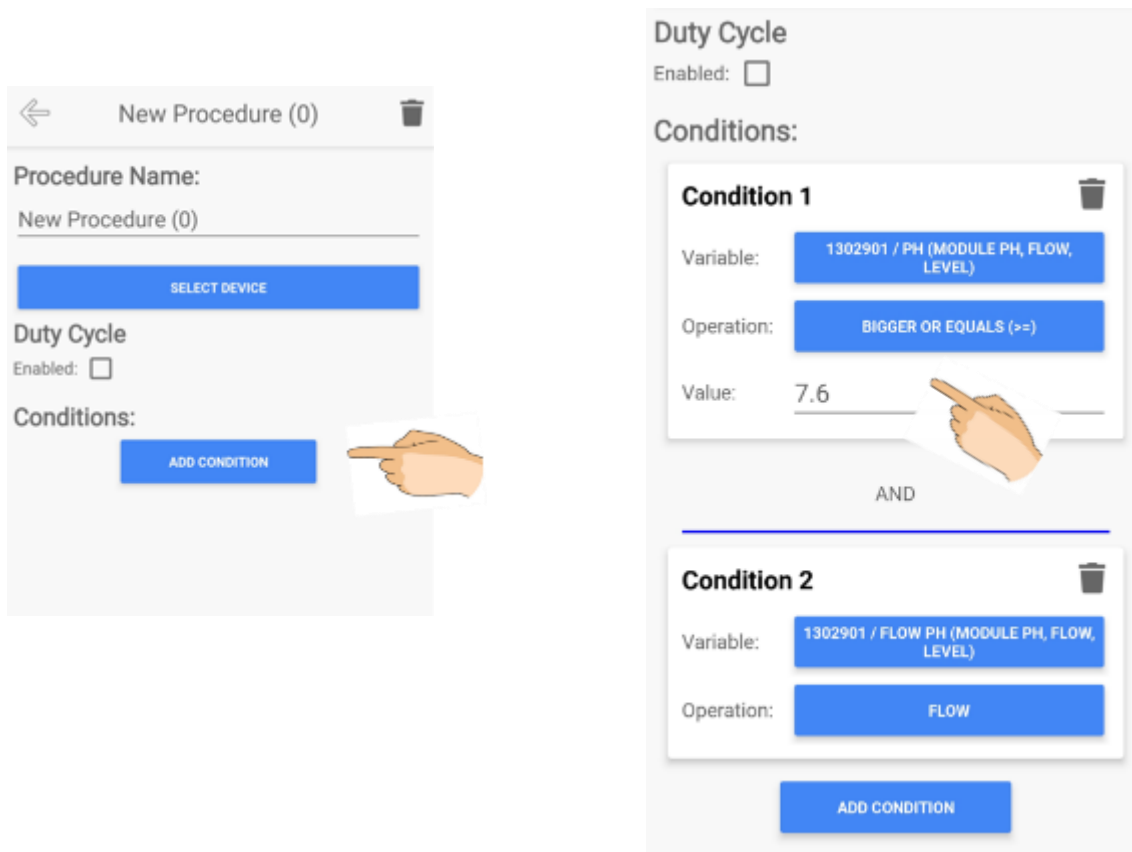 New Procedure (0)
Procedure Name:
New Procedure (0)
SELECT DEVICE
Duty Cycle
Enabled:
Conditions:
ADD CONDITION
Duty Cycle
Enabled:
Conditions:
Condition 1
Variable:
1302901 / PH (MODULE PH, FLOW,
LEVEL)
Operation:
BIGGER OR EQUALS (>=)
Value:
7.6
AND
Condition 2
Variable:
1302901 / FLOW PH (MODULE PH, FLOW,
LEVEL)
Operation:
FLOW
ADD CONDITION